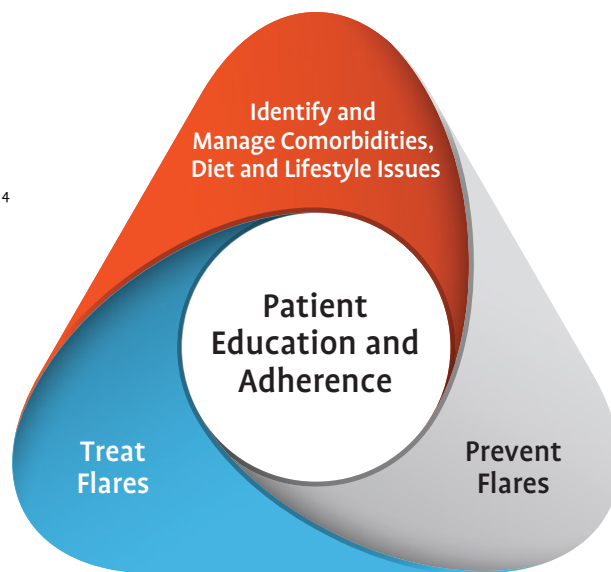 Identify and
Manage Comorbidities,
Diet and Lifestyle Issues
4
Patient
Education and
Adherence
Treat
Flares
Prevent
Flares